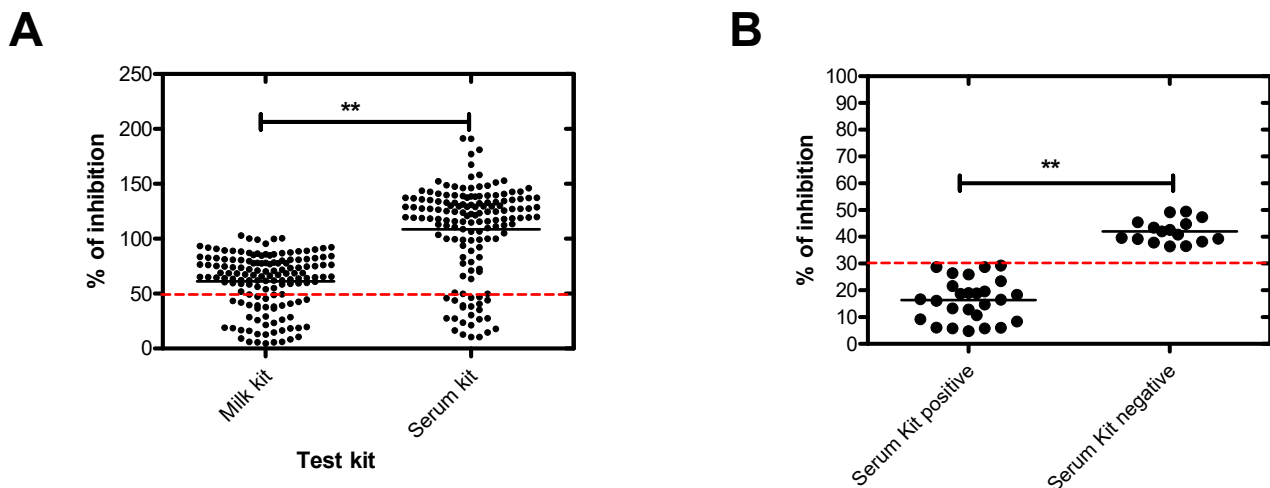 A
% of inhibition
250
200
150
100
50
0
**
Milk kit
Serum kit
Test kit
B
% of inhibition
100
90
80
70
60
50
40
30
20
10
0
**
Serum Kit positive
Serum Kit negative